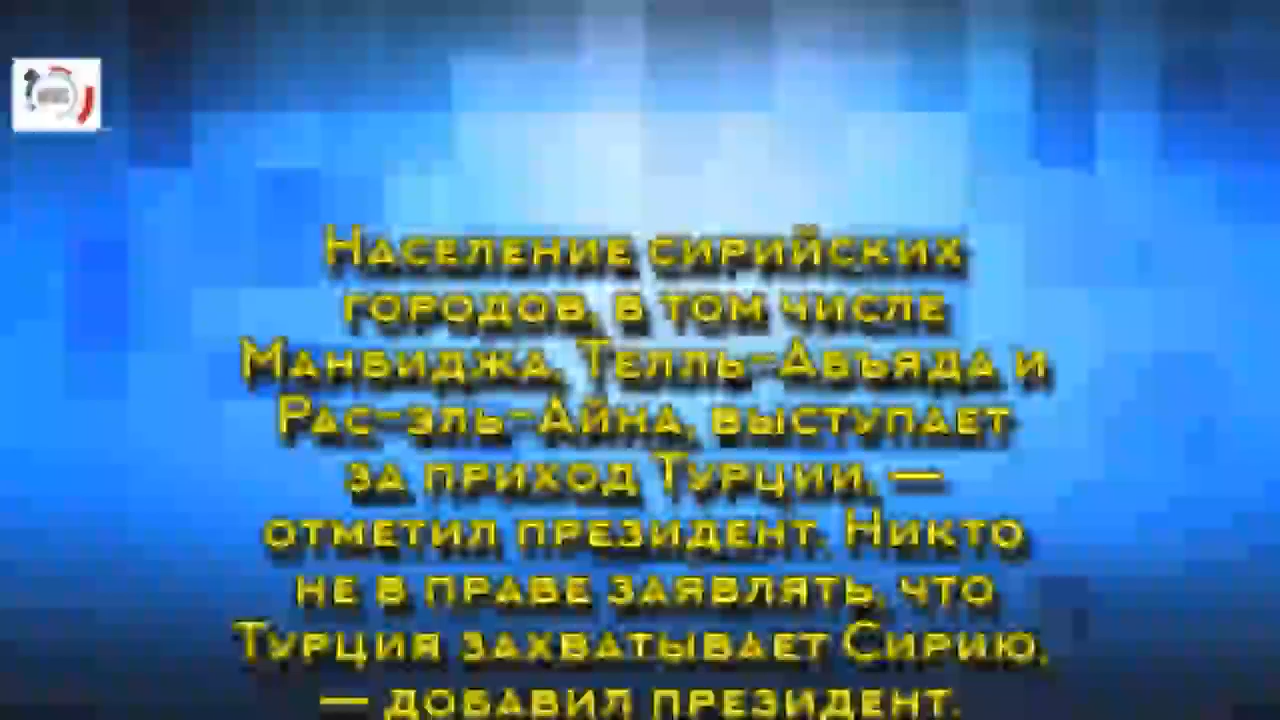 Население сирийских
городов, в том числе
Манбиджа, Телль-Авъяда и
Рас-эль-Айна, выступает
за приход Турции, —
отметил президент. Никто
не в праве заявлять, что
Турция захватывает Сирию,
— добавил президент.